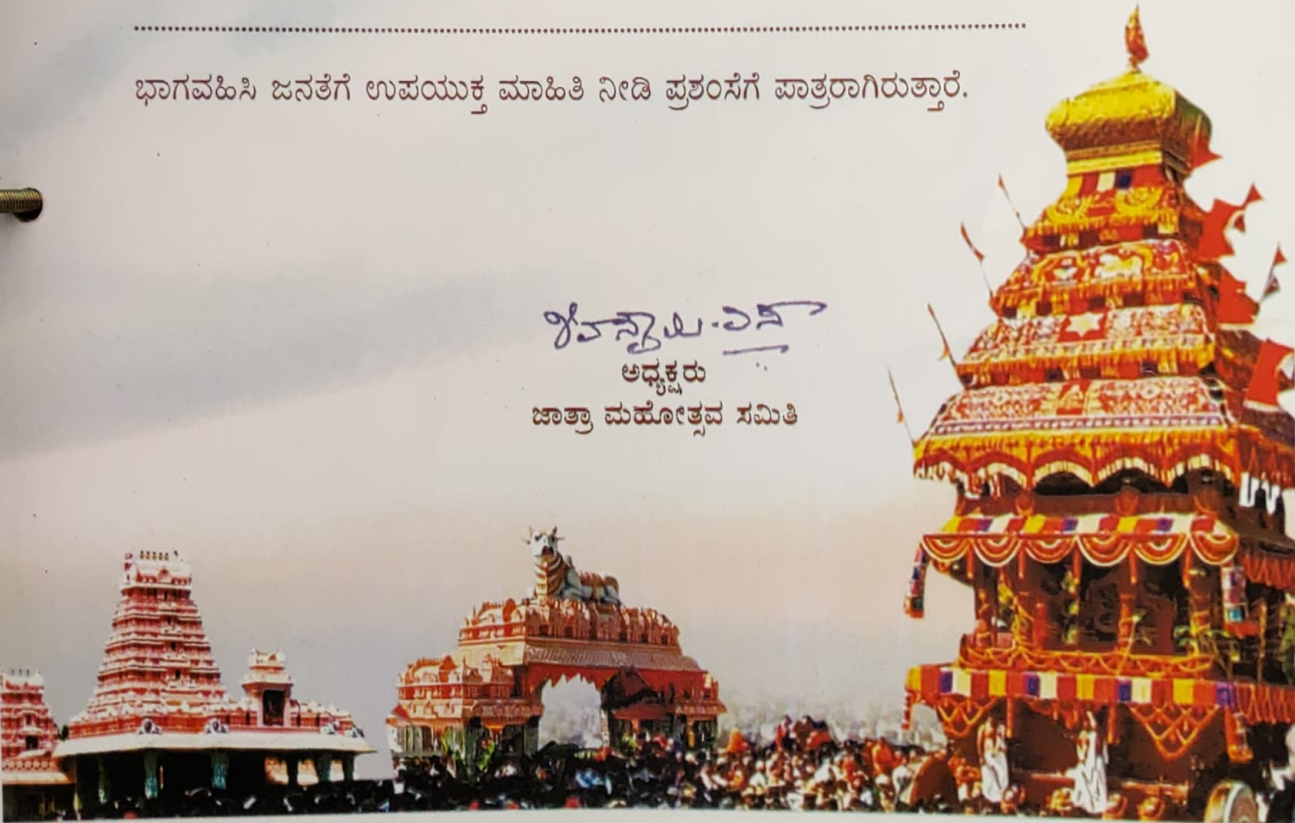 ಭಾಗವಹಿಸಿ ಜನತೆಗೆ ಉಪಯುಕ್ತ ಮಾಹಿತಿ ನೀಡಿ ಪ್ರಶಂಸೆಗೆ ಪಾತ್ರರಾಗಿರುತ್ತಾರೆ.
ಅಧ್ಯಕ್ಷರು
ಜಾತ್ರಾ ಮಹೋತ್ಸವ ಸಮಿತಿ